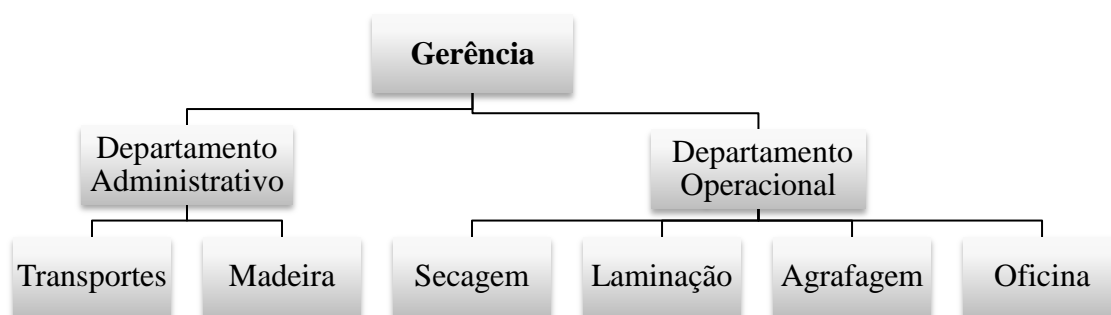 Gerência
Departamento
Administrativo
Departamento
Operacional
Transportes
Madeira
Secagem
Laminação
Agrafagem
Oficina